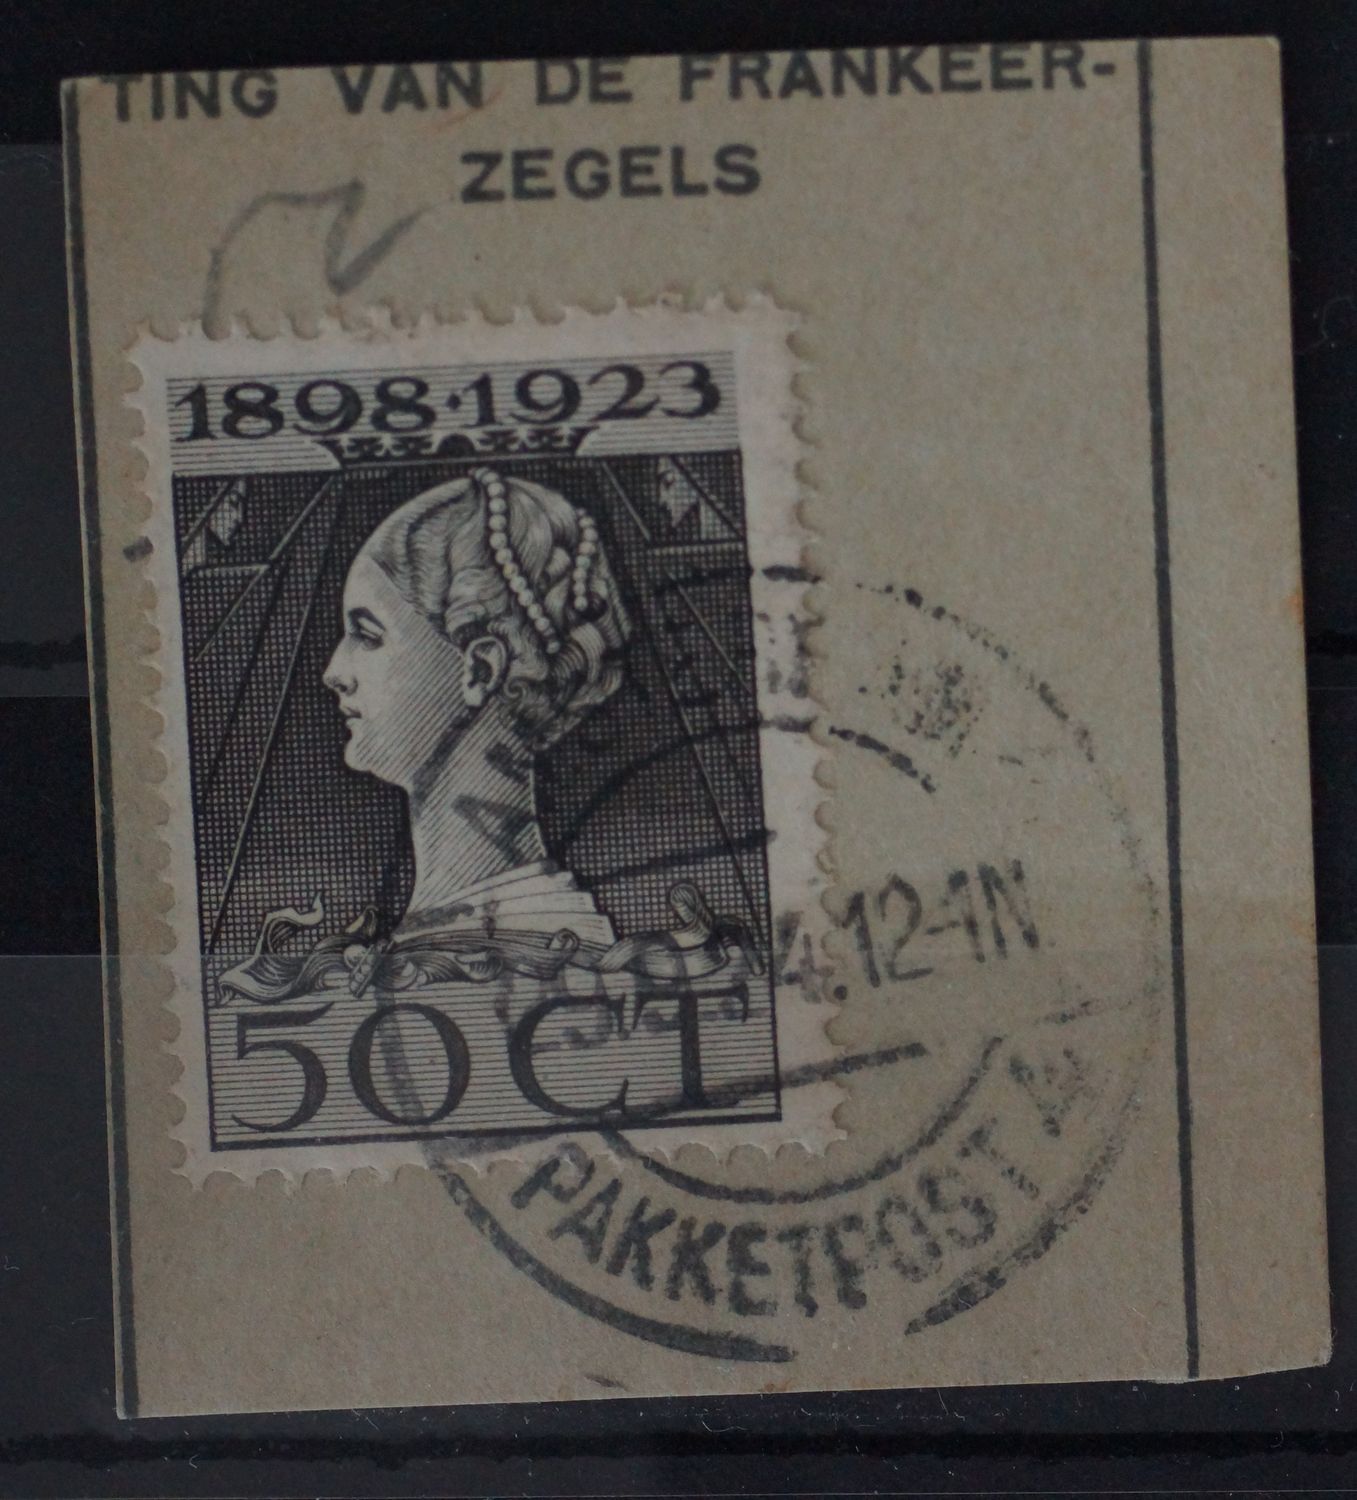 TING VAN DE FRANKEER-
ZEGELS
1898·1923
50 CT
4.12-1N
PAKKETPOST A